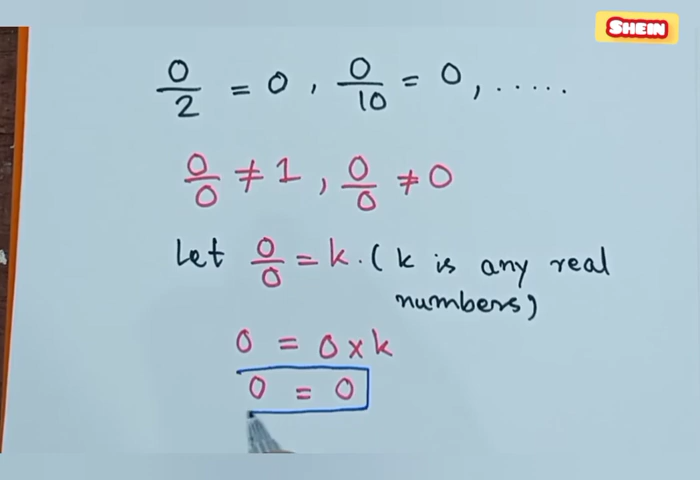 SHEIN
0/2 = 0, 0/10 = 0, .....
0/0 ≠ 1, 0/0 ≠ 0
Let 0/0 = k. (k is any real
numbers)
0 = 0 x k
0 = 0